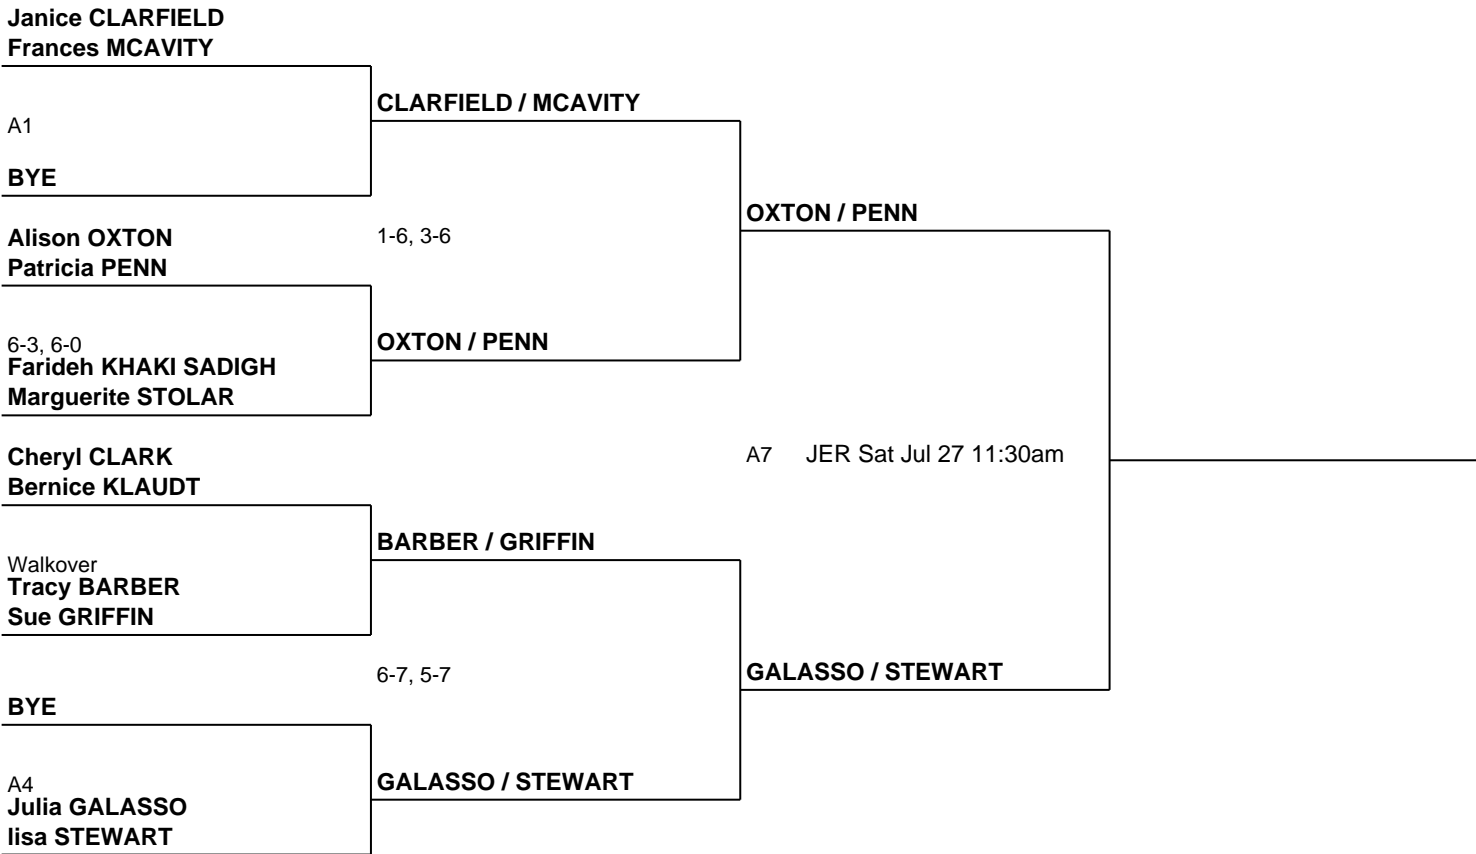 Janice CLARFIELD
Frances MCAVITY
CLARFIELD / MCAVITY
A1
BYE
OXTON / PENN
Alison OXTON
Patricia PENN
1-6, 3-6
6-3, 6-0
OXTON / PENN
Farideh KHAKI SADIGH
Marguerite STOLAR
Cheryl CLARK
Bernice KLAUDT
A7 JER Sat Jul 27 11:30am
BARBER / GRIFFIN
Walkover
Tracy BARBER
Sue GRIFFIN
6-7, 5-7
GALASSO / STEWART
BYE
A4
GALASSO / STEWART
Julia GALASSO
lisa STEWART